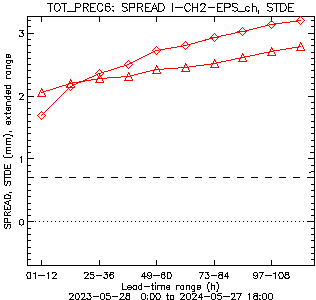 TOT_PREC6: SPREAD I-CH2-EPS_ch, STDE
SPREAD, STDE (mm), extended range
3
2
1
0
01-12 25-36 49-60 73-84 97-108
Lead-time range (h)
2023-05-28 0:00 to 2024-05-27 18:00